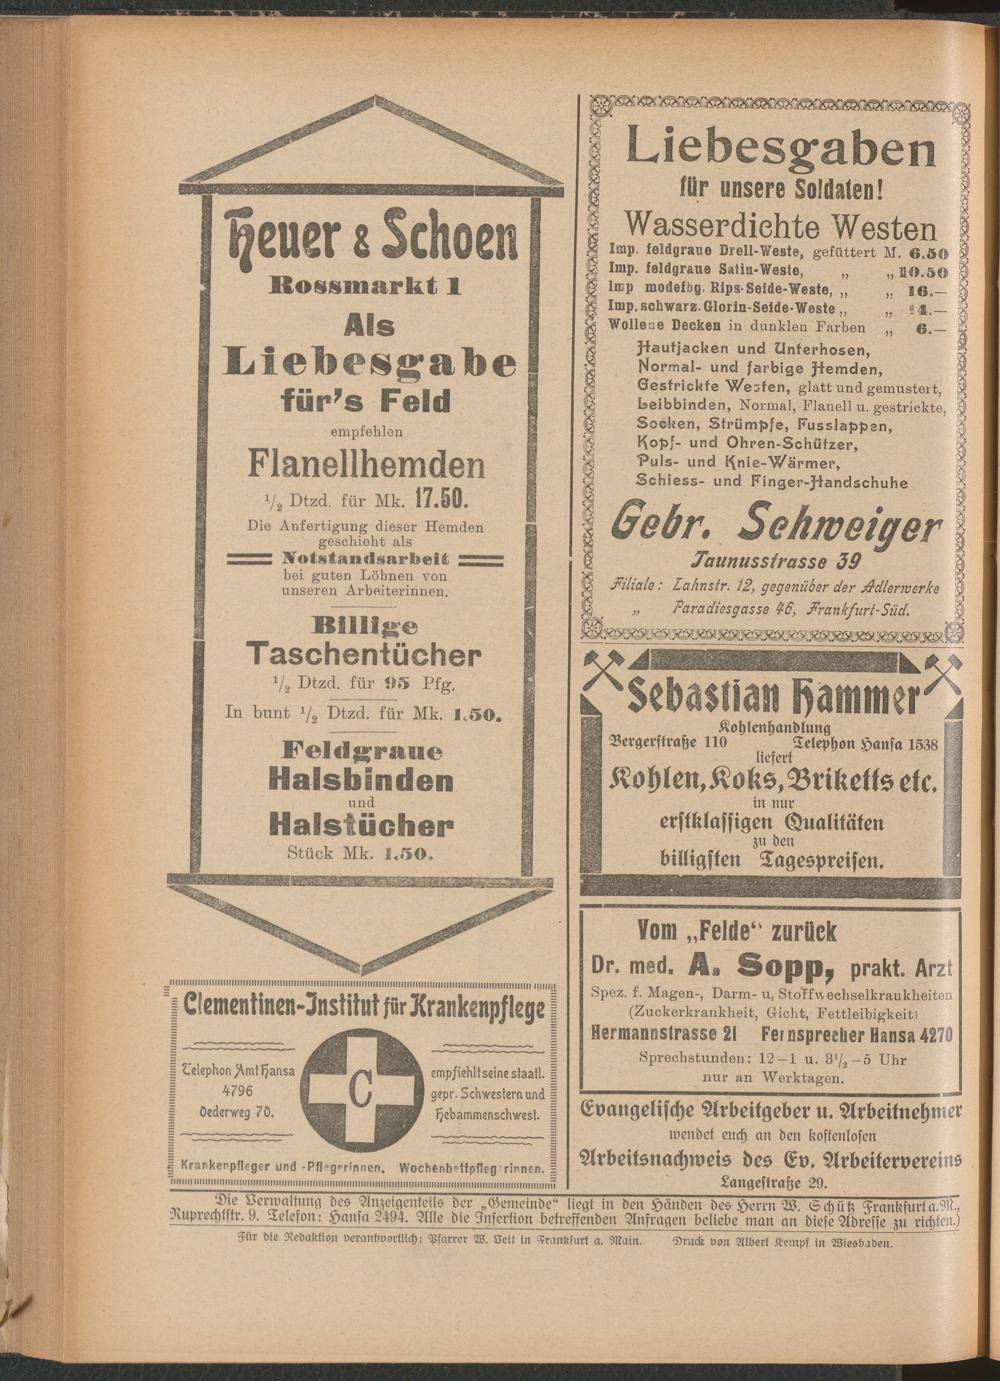 Heuer & Schoen
Rossmarkt 1
Als
Liebesgabe
für's Feld
empfehlen
Flanellhemden
½ Dtzd. für Mk. 17.50.
Die Anfertigung dieser Hemden
geschieht als
Notstandsarbeit
bei guten Löhnen von
unseren Arbeiterinnen.
Billige
Taschentücher
½ Dtzd. für 95 Pfg.
In bunt ½ Dtzd. für Mk. 1.50.
Feldgraue
Halsbinden
und
Halstücher
Stück Mk. 1.50.
Clementinen-Institut für Krankenpflege
Telephon Amt Hansa
4796
Oederweg 70.
C
empfiehlt seine staatl.
gepr. Schwestern und
Hebammenschwest.
Krankenpfleger und -Pflegerinnen. Wochenbettpflegerinnen.
Liebesgaben
für unsere Soldaten!
Wasserdichte Westen
Imp. feldgraue Drell-Weste, gefüttert M. 6.50
Imp. feldgraue Satin-Weste, „ „ 10.50
Imp modefbg. Rips-Seide-Weste, „ „ 16.—
Imp. schwarz. Glorin-Seide-Weste „ „ 4.—
Wollene Decken in dunklen Farben „ 6.—
Hautjacken und Unterhosen,
Normal- und farbige Hemden,
Gestrickte Westen, glatt und gemustert,
Leibbinden, Normal, Flanell u. gestrickte,
Socken, Strümpfe, Fusslappen,
Kopf- und Ohren-Schützer,
Puls- und Knie-Wärmer,
Schiess- und Finger-Handschuhe
Gebr. Schweiger
Taunusstrasse 39
Filiale: Lahnstr. 12, gegenüber der Adlerwerke
„ Paradiesgasse 46, Frankfurt-Süd.
Sebastian Hammer
Kohlenhandlung
Bergerstraße 110 Telephon Hansa 1538
liefert
Kohlen, Koks, Briketts etc.
in nur
erstklassigen Qualitäten
zu den
billigsten Tagespreisen.
Vom „Felde“ zurück
Dr. med. A. Sopp, prakt. Arzt
Spez. f. Magen-, Darm- u, Stoffwechselkraukheiten
(Zuckerkrankheit, Gicht, Fettleibigkeit)
Hermannstrasse 21 Fernsprecher Hansa 4270
Sprechstunden: 12–1 u. 3½–5 Uhr
nur an Werktagen.
Evangelische Arbeitgeber u. Arbeitnehmer
wendet euch an den kostenlosen
Arbeitsnachweis des Ev. Arbeitervereins
Langestraße 29.
Die Verwaltung des Anzeigenteils der „Gemeinde“ liegt in den Händen des Herrn W. Schütz Frankfurt a. M.,
Ruprechtstr. 9. Telefon: Hansa 2494. Alle die Insertion betreffenden Anfragen beliebe man an diese Adresse zu richten.)
Für die Redaktion verantwortlich: Pfarrer W. Veit in Frankfurt a. Main. Druck von Albert Kempf in Wiesbaden.